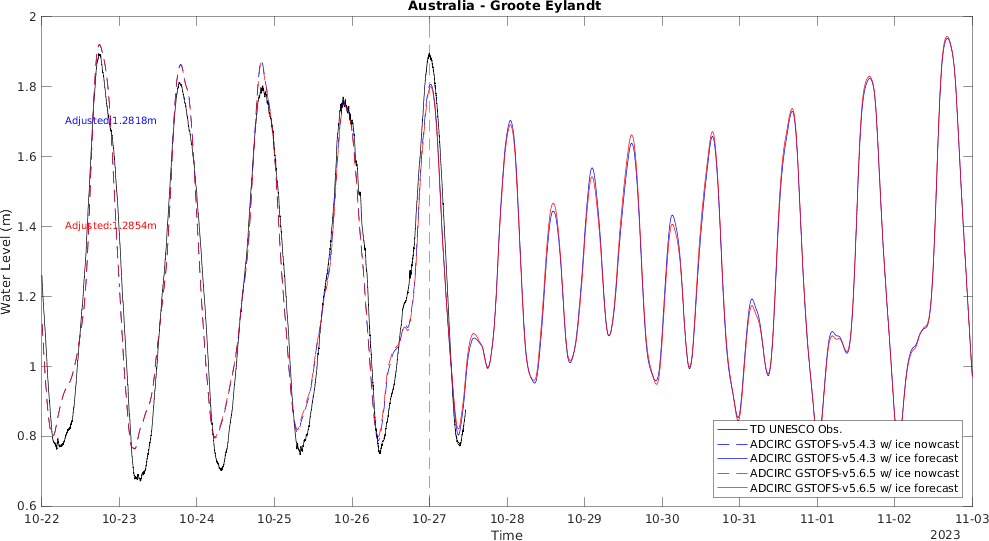 Australia - Groote Eylandt
2
1.8
1.6
1.4
1.2
1
0.8
0.6
Water Level (m)
Adjusted:1.2818m
Adjusted:1.2854m
TD UNESCO Obs.
ADCIRC GSTOFS-v5.4.3 w/ ice nowcast
ADCIRC GSTOFS-v5.4.3 w/ ice forecast
ADCIRC GSTOFS-v5.6.5 w/ ice nowcast
ADCIRC GSTOFS-v5.6.5 w/ ice forecast
10-22 10-23 10-24 10-25 10-26 10-27 10-28 10-29 10-30 10-31 11-01 11-02 11-03
Time
2023